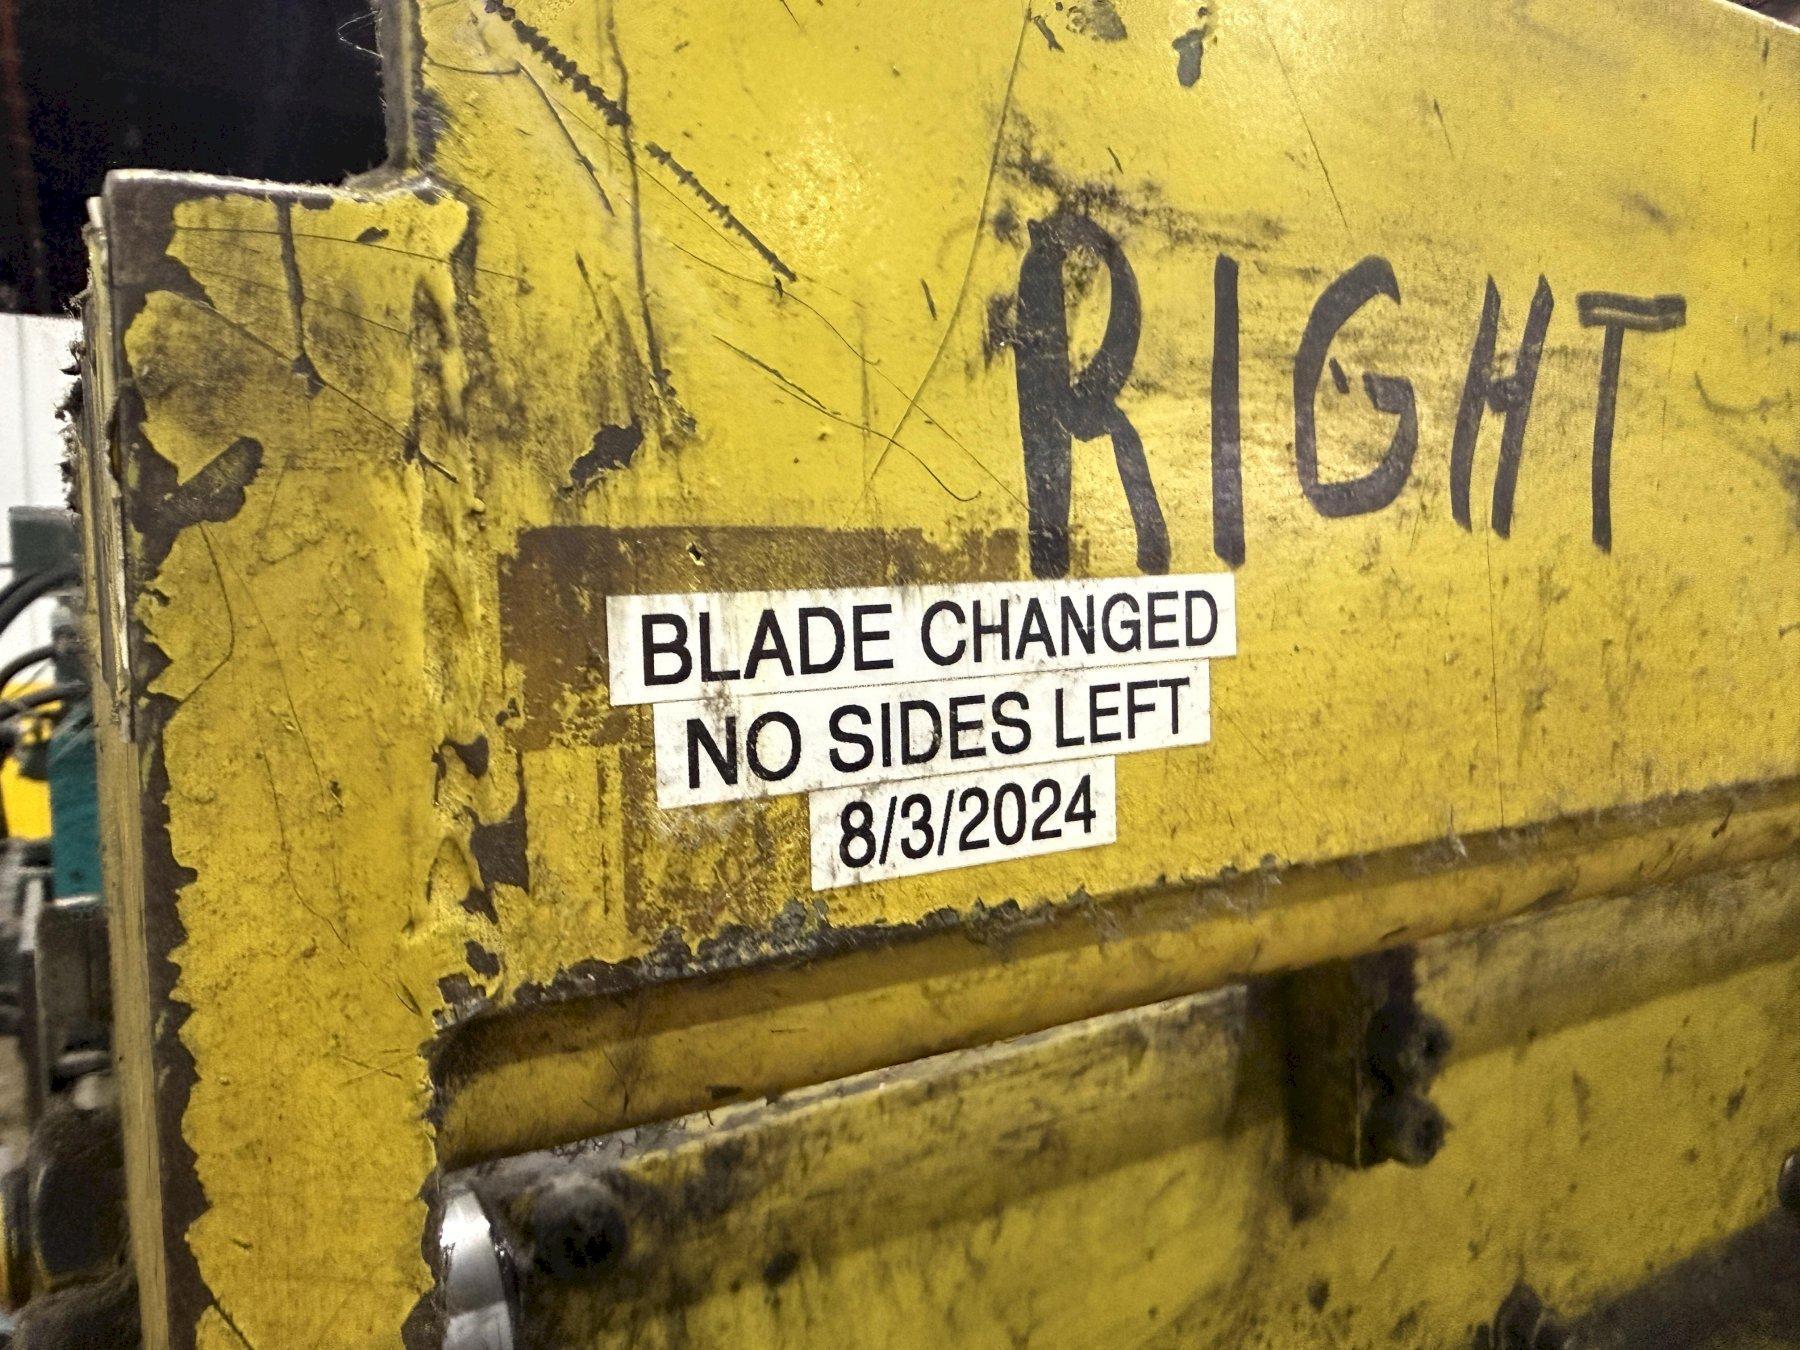 RIGHT
BLADE CHANGED
NO SIDES LEFT
8/3/2024